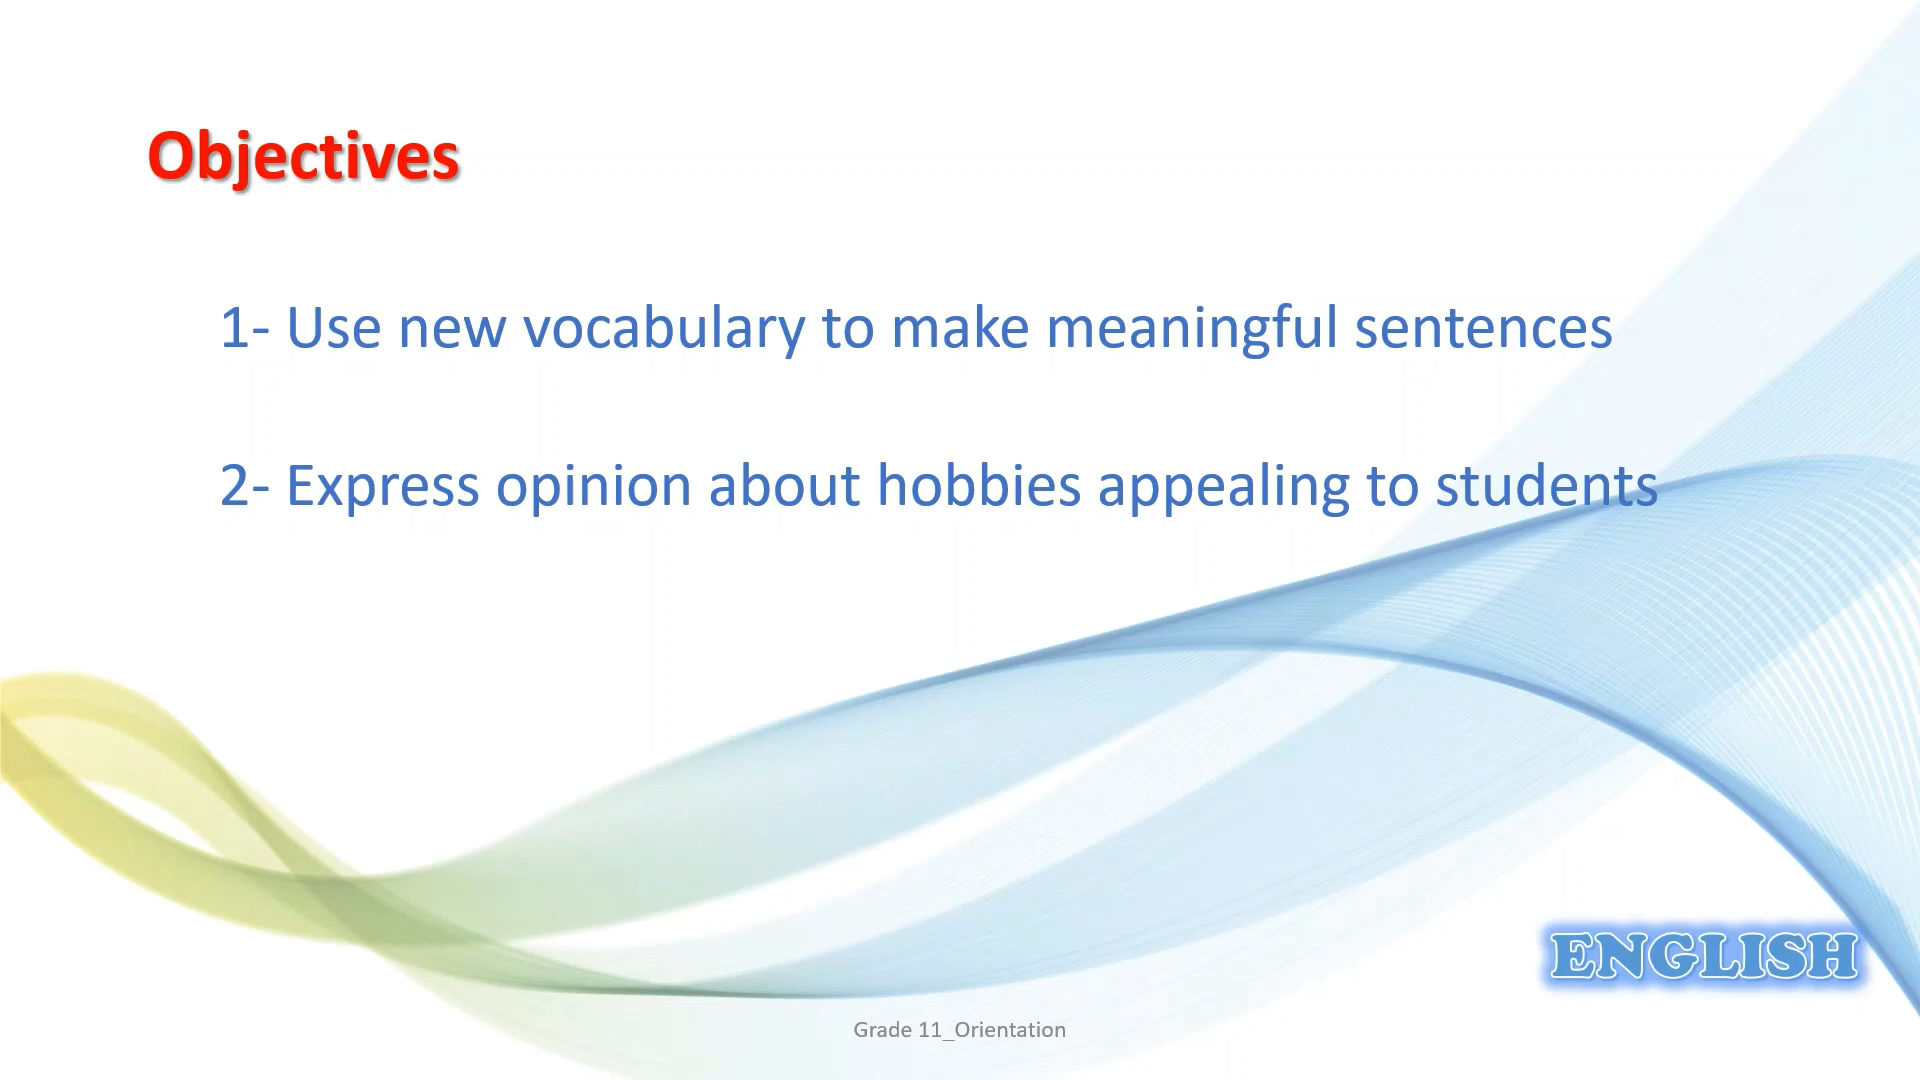 Objectives
1- Use new vocabulary to make meaningful sentences
2- Express opinion about hobbies appealing to students
ENGLISH
Grade 11_Orientation